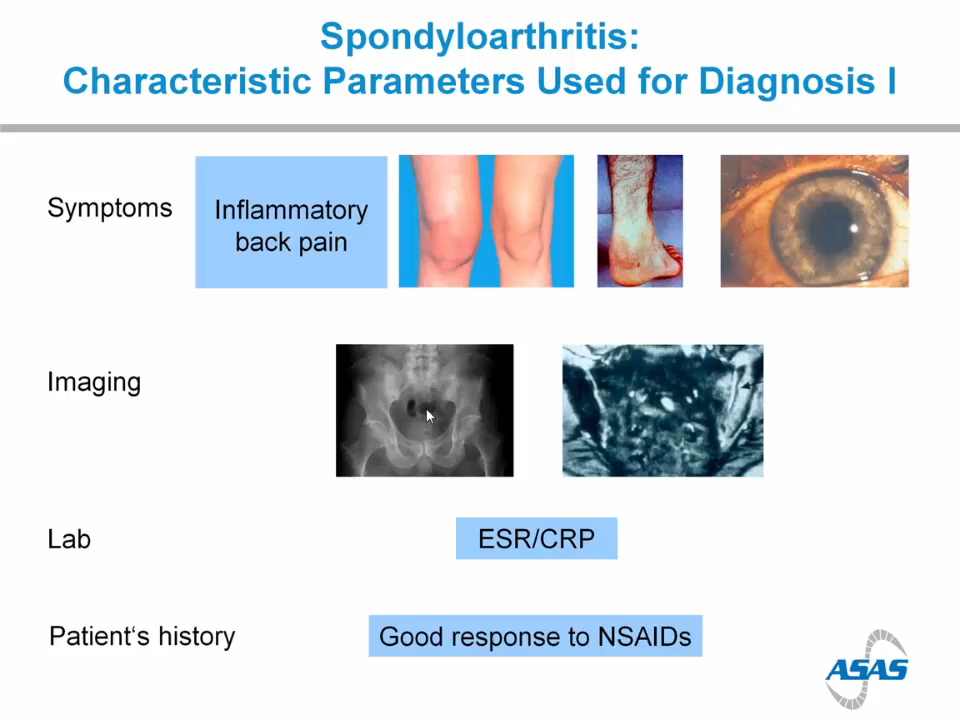 Spondyloarthritis:
Characteristic Parameters Used for Diagnosis I
Symptoms
Inflammatory
back pain
Imaging
Lab
ESR/CRP
Patient‘s history
Good response to NSAIDs
ASAS